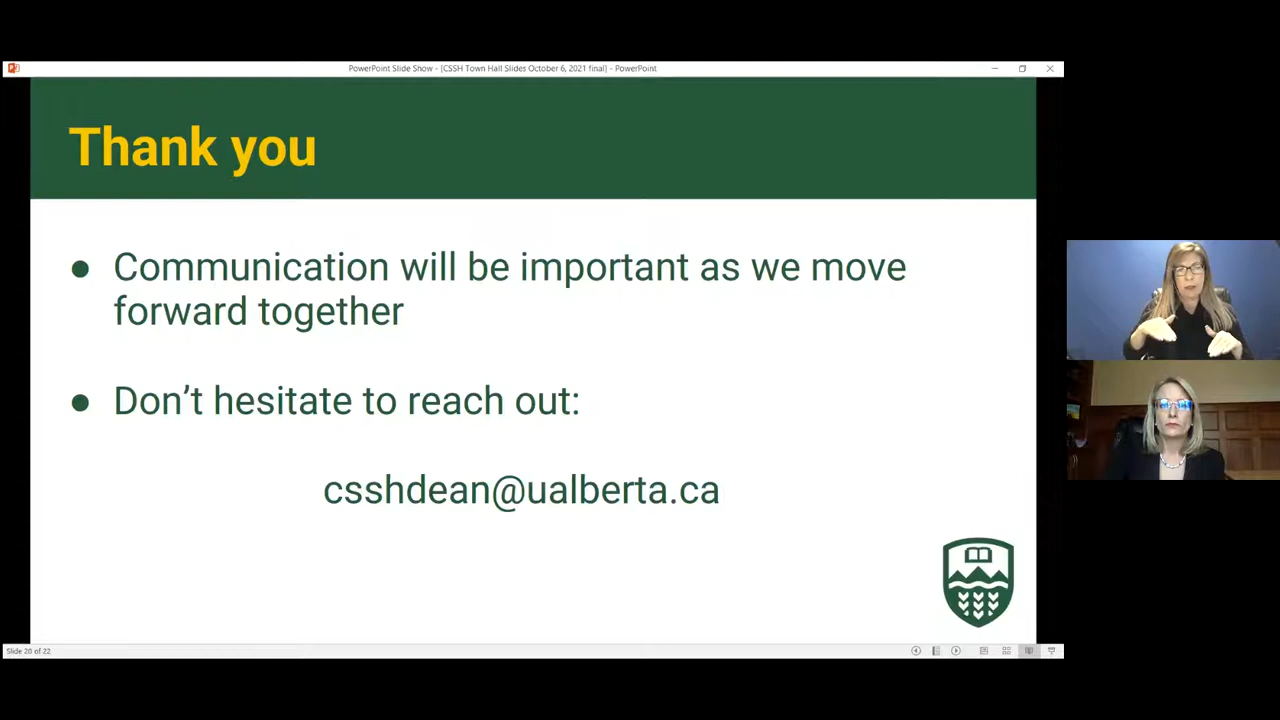 PowerPoint Slide Show - [CSSH Town Hall Slides October 6, 2021 final] - PowerPoint
Thank you
● Communication will be important as we move
forward together
● Don’t hesitate to reach out:
csshdean@ualberta.ca
Slide 20 of 22